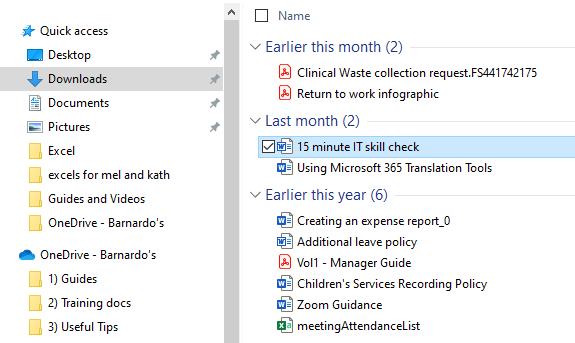 Quick access
Desktop
Downloads
Documents
Pictures
Excel
excels for mel and kath
Guides and Videos
OneDrive - Barnardo's
OneDrive - Barnardo's
1) Guides
2) Training docs
3) Useful Tips
Name
Earlier this month (2)
Clinical Waste collection request.FS441742175
Return to work infographic
Last month (2)
15 minute IT skill check
Using Microsoft 365 Translation Tools
Earlier this year (6)
Creating an expense report_0
Additional leave policy
Vol1 - Manager Guide
Children's Services Recording Policy
Zoom Guidance
meetingAttendanceList